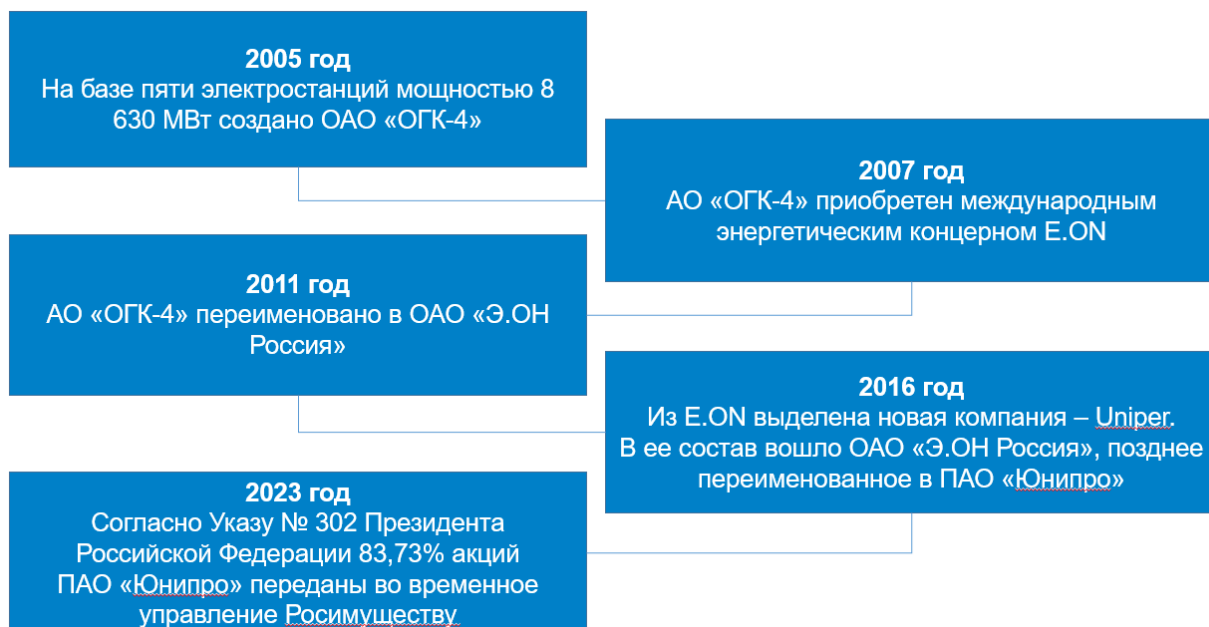 2005 год
На базе пяти электростанций мощностью 8
630 МВт создано ОАО «ОГК-4»
2007 год
АО «ОГК-4» приобретен международным
энергетическим концерном E.ON
2011 год
АО «ОГК-4» переименовано в ОАО «Э.ОН
Россия»
2016 год
Из E.ON выделена новая компания – Uniper.
В ее состав вошло ОАО «Э.ОН Россия», позднее
переименованное в ПАО «Юнипро»
2023 год
Согласно Указу № 302 Президента
Российской Федерации 83,73% акций
ПАО «Юнипро» переданы во временное
управление Росимуществу